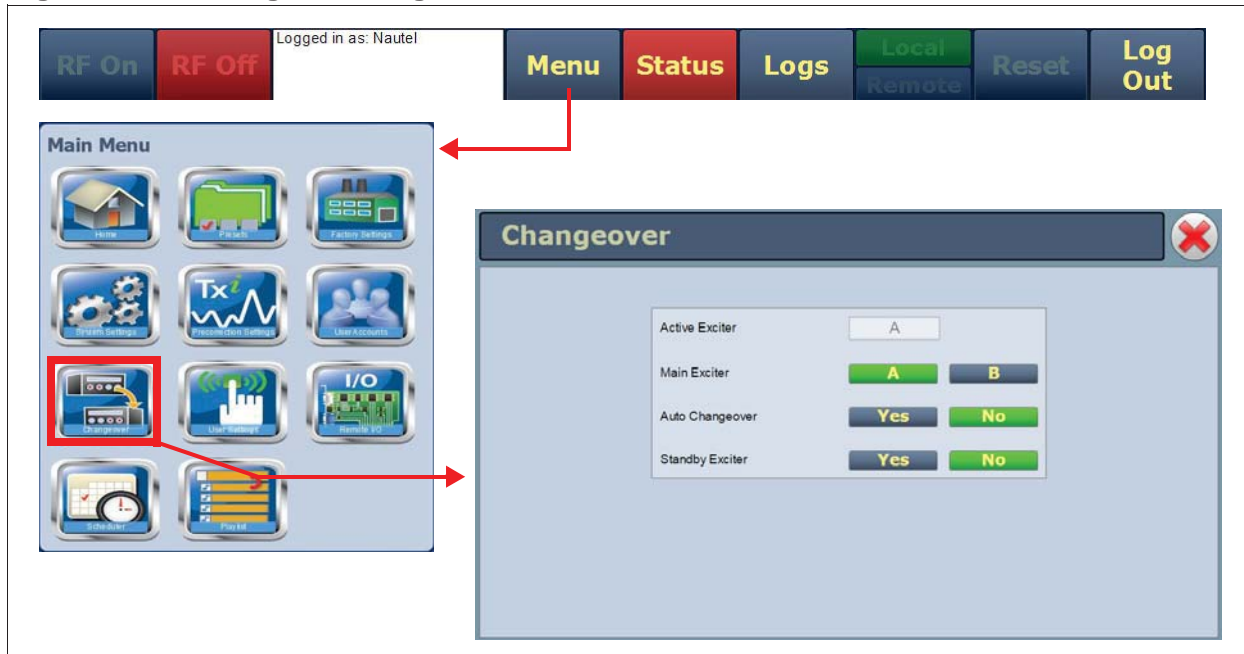 RF On
RF Off
Logged in as: Nautel
Menu
Status
Logs
Local
Remote
Reset
Log
Out
Main Menu
Home
Presets
Factory Settings
System Settings
Tx i
Precorrection Settings
User Accounts
Changeover
User Settings
I/O
Remote I/O
Scheduler
Playlist
Changeover
Active Exciter
A
Main Exciter
A
B
Auto Changeover
Yes
No
Standby Exciter
Yes
No